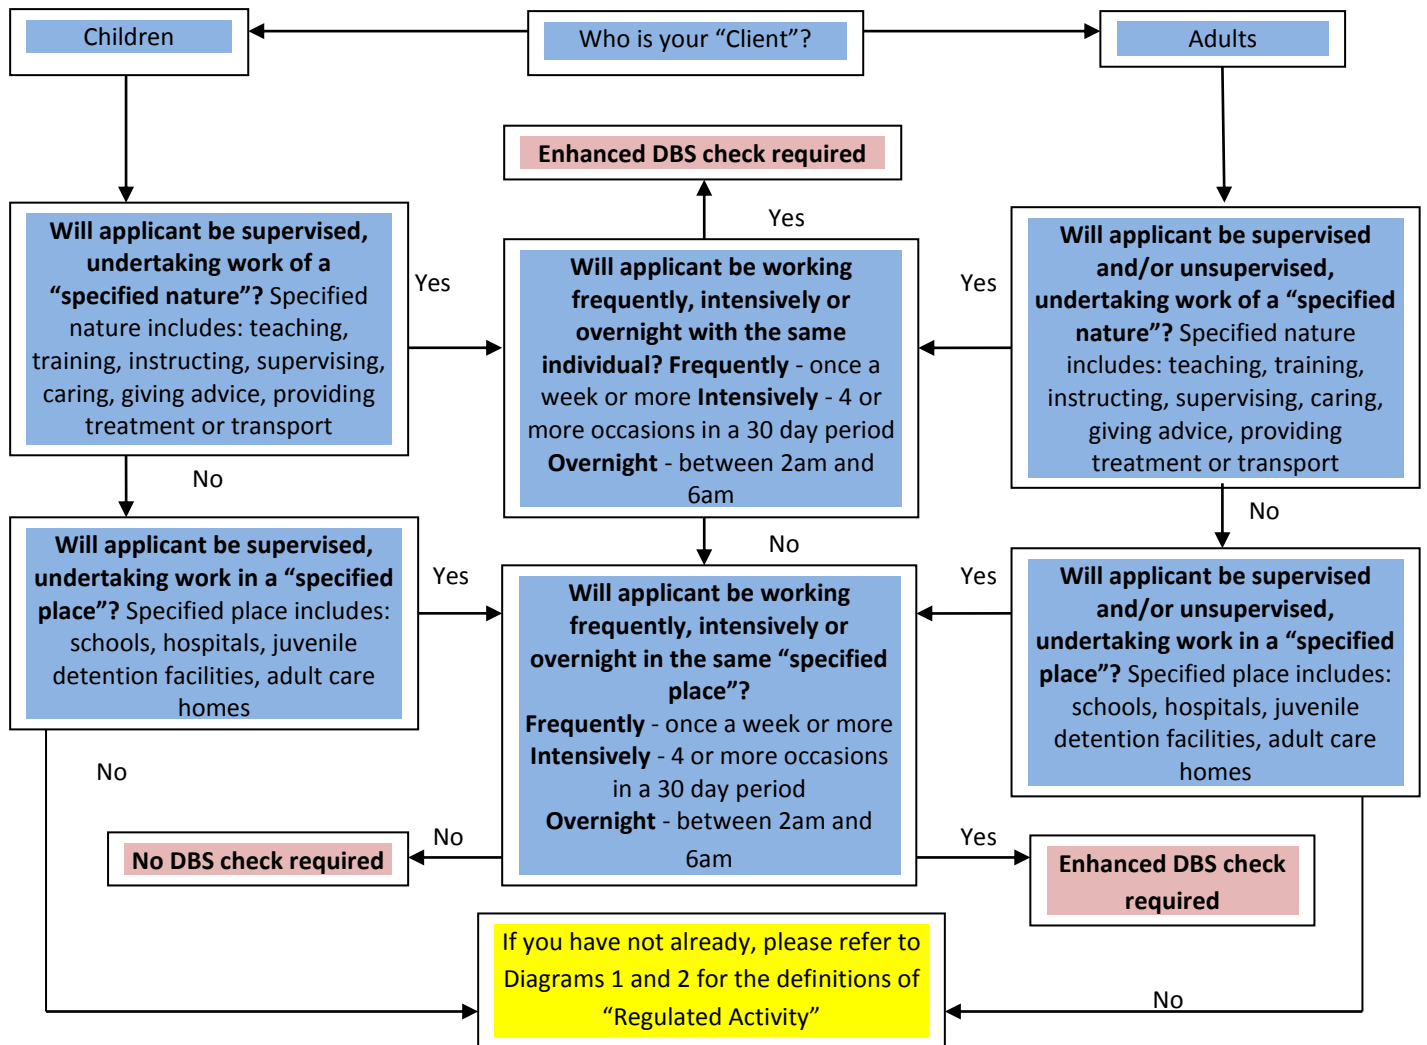 Children
Who is your “Client”?
Adults
Enhanced DBS check required
Yes
Will applicant be supervised,
undertaking work of a
“specified nature”? Specified
nature includes: teaching,
training, instructing, supervising,
caring, giving advice, providing
treatment or transport
Yes
Will applicant be working
frequently, intensively or
overnight with the same
individual? Frequently - once a
week or more Intensively - 4 or
more occasions in a 30 day period
Overnight - between 2am and
6am
Yes
Will applicant be supervised
and/or unsupervised,
undertaking work of a “specified
nature”? Specified nature
includes: teaching, training,
instructing, supervising, caring,
giving advice, providing
treatment or transport
No
No
No
Will applicant be supervised,
undertaking work in a “specified
place”? Specified place includes:
schools, hospitals, juvenile
detention facilities, adult care
homes
Yes
Will applicant be working
frequently, intensively or
overnight in the same “specified
place”?
Frequently - once a week or more
Intensively - 4 or more occasions
in a 30 day period
Overnight - between 2am and
6am
Yes
Will applicant be supervised
and/or unsupervised,
undertaking work in a “specified
place”? Specified place includes:
schools, hospitals, juvenile
detention facilities, adult care
homes
No
No
No DBS check required
Yes
Enhanced DBS check
required
If you have not already, please refer to
Diagrams 1 and 2 for the definitions of
“Regulated Activity”
No